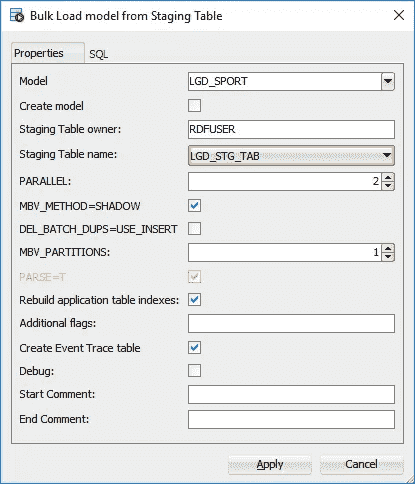 Bulk Load model from Staging Table
Properties
SQL
Model
LGD_SPORT
Create model
Staging Table owner:
RDFUSER
Staging Table name:
LGD_STG_TAB
PARALLEL:
2
MBV_METHOD=SHADOW
DEL_BATCH_DUPS=USE_INSERT
MBV_PARTITIONS:
1
PARSE=T
Rebuild application table indexes:
Additional flags:
Create Event Trace table
Debug:
Start Comment:
End Comment:
Apply
Cancel